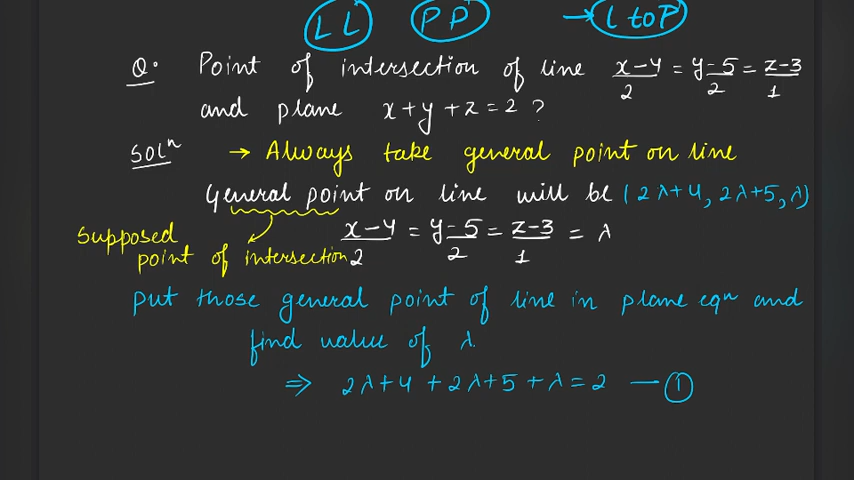 LL PP → L to P
Q. Point of intersection of line x-4/2 = y-5/2 = z-3/1
and plane x+y+z=2 ?
SOLⁿ → Always take general point on line
General point on line will be (2λ+4, 2λ+5, λ)
Supposed point of intersection
x-4/2 = y-5/2 = z-3/1 = λ
put those general point of line in plane eqⁿ and
find value of λ.
⇒ 2λ+4 + 2λ+5 + λ = 2 — ①